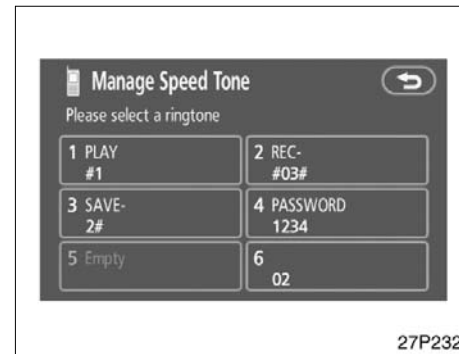 Manage Speed Tone
Please select a ringtone
1 PLAY
#1
2 REC-
#03#
3 SAVE-
2#
4 PASSWORD
1234
5 Empty
6
02
27P232